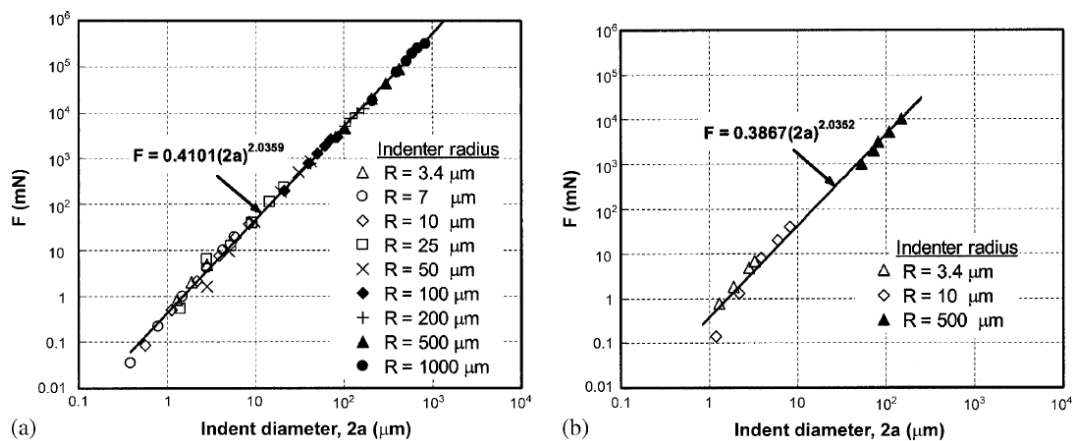 (a)
F (mN)
10^6
10^5
10^4
10^3
10^2
10
1
0.1
0.01
F = 0.4101(2a)^2.0359
Indenter radius
R = 3.4 μm
R = 7 μm
R = 10 μm
R = 25 μm
R = 50 μm
R = 100 μm
R = 200 μm
R = 500 μm
R = 1000 μm
0.1 1 10 10^2 10^3 10^4
Indent diameter, 2a (μm)
(b)
F (mN)
10^6
10^5
10^4
10^3
10^2
10
1
0.1
0.01
F = 0.3867(2a)^2.0352
Indenter radius
R = 3.4 μm
R = 10 μm
R = 500 μm
0.1 1 10 10^2 10^3 10^4
Indent diameter, 2a (μm)